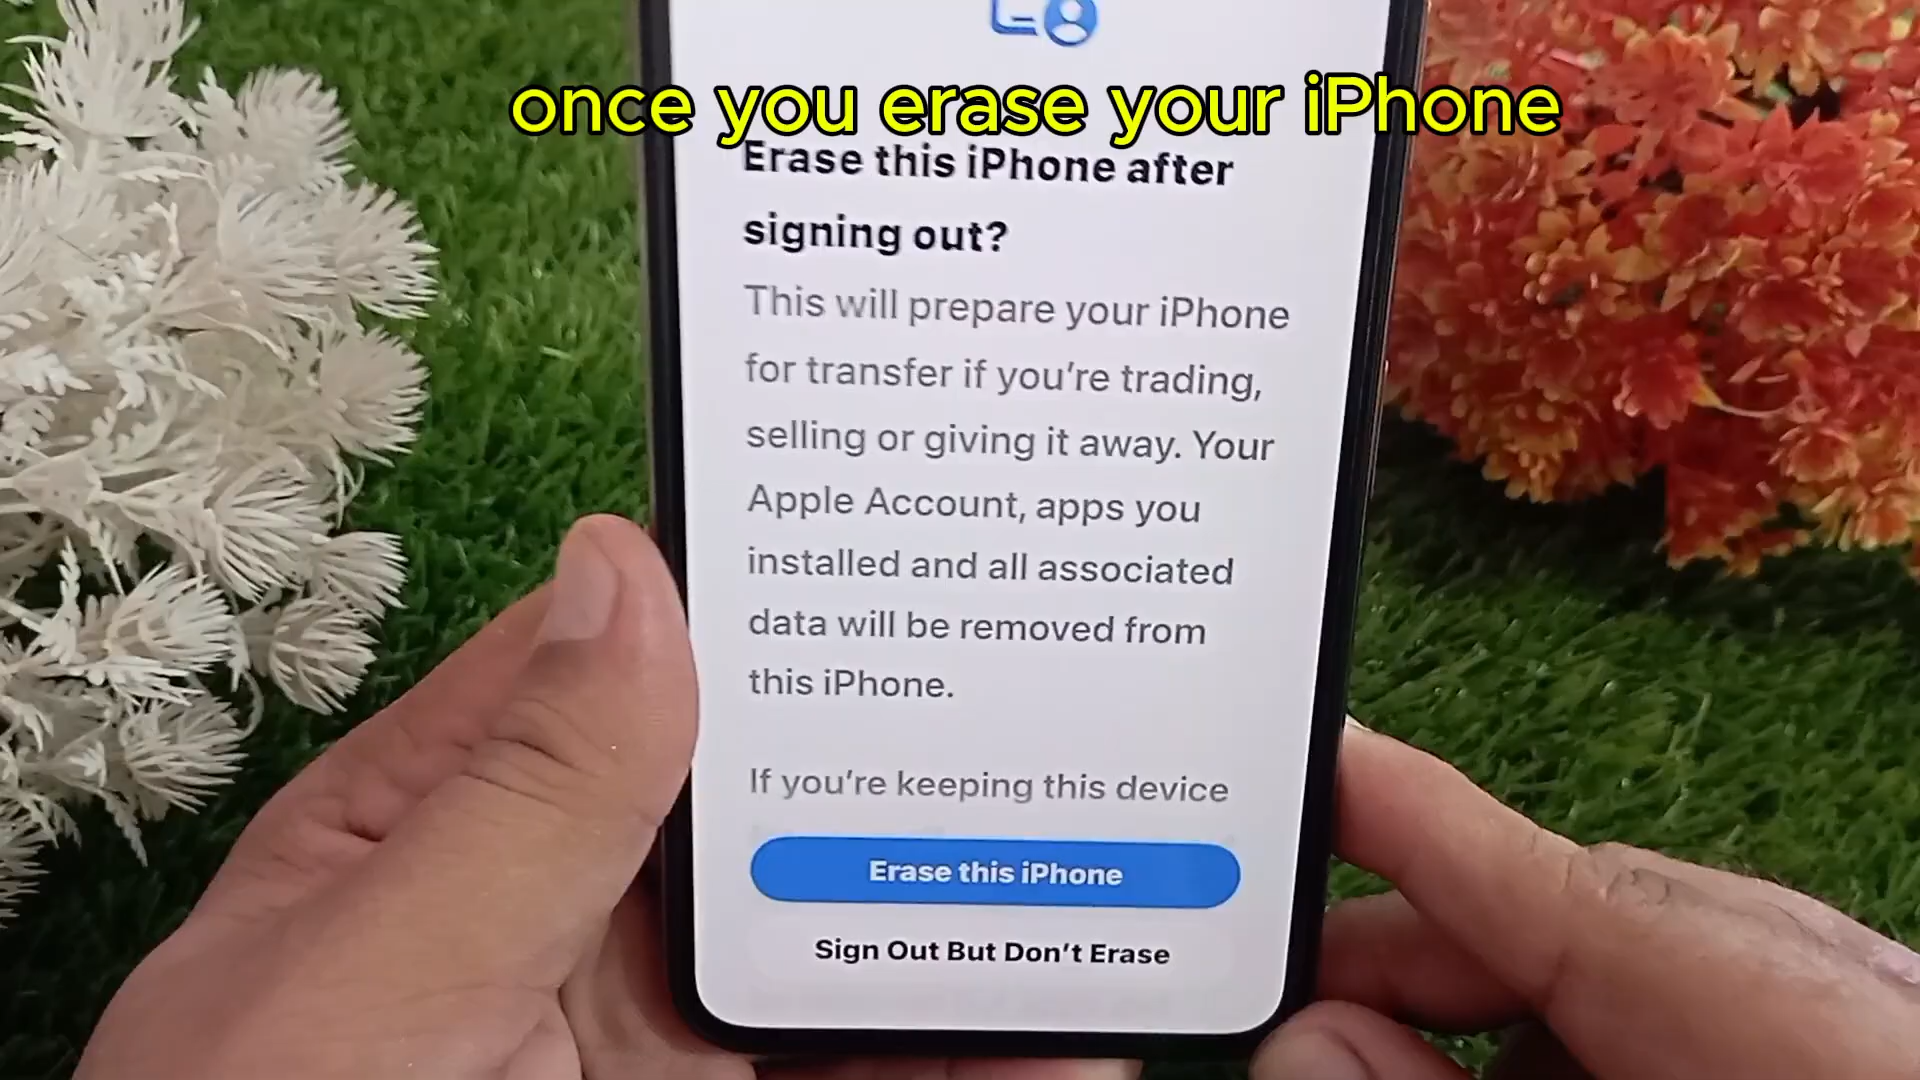 once you erase your iPhone
Erase this iPhone after
signing out?
This will prepare your iPhone
for transfer if you're trading,
selling or giving it away. Your
Apple Account, apps you
installed and all associated
data will be removed from
this iPhone.
If you're keeping this device
Erase this iPhone
Sign Out But Don't Erase